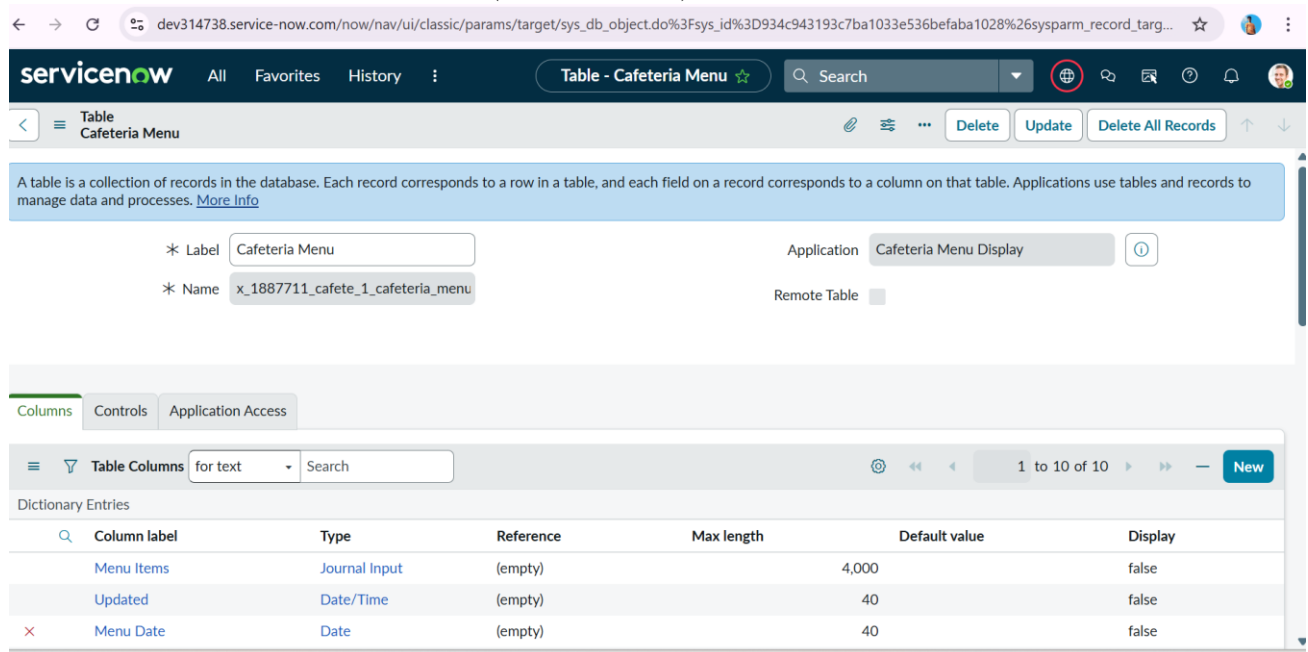 dev314738.service-now.com/now/nav/ui/classic/params/target/sys_db_object.do%3Fsys_id%3D934c943193c7ba1033e536befaba1028%26sysparm_record_targ...
servicenow All Favorites History Table - Cafeteria Menu Search
Table
Cafeteria Menu
Delete Update Delete All Records
A table is a collection of records in the database. Each record corresponds to a row in a table, and each field on a record corresponds to a column on that table. Applications use tables and records to
manage data and processes. More Info
Label Cafeteria Menu Application Cafeteria Menu Display
Name x_1887711_cafete_1_cafeteria_menu Remote Table
Columns Controls Application Access
Table Columns for text Search 1 to 10 of 10 New
Dictionary Entries
Column label Type Reference Max length Default value Display
Menu Items Journal Input (empty) 4,000 false
Updated Date/Time (empty) 40 false
Menu Date Date (empty) 40 false